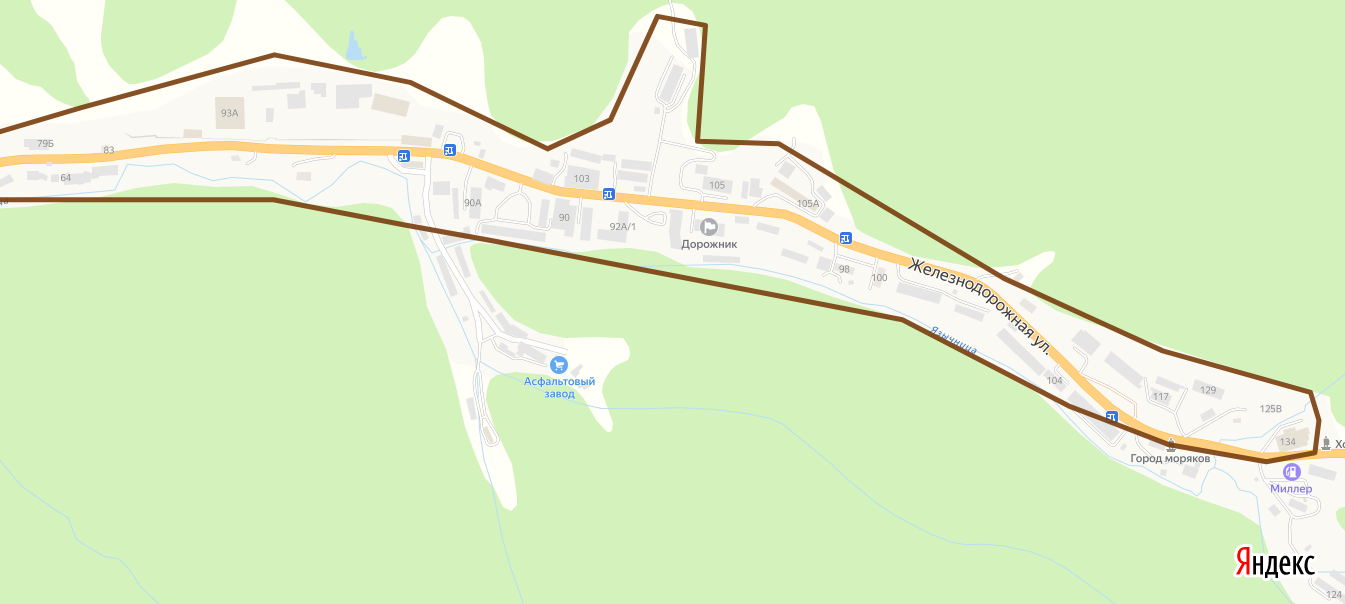 93А
79Б
83
64
103
105
90А
105А
90
92А/1
Дорожник
98
100
Железнодорожная ул.
Язычница
Асфальтовый
завод
104
117
129
125В
134
Хо
Город моряков
Миллер
Яндекс
124